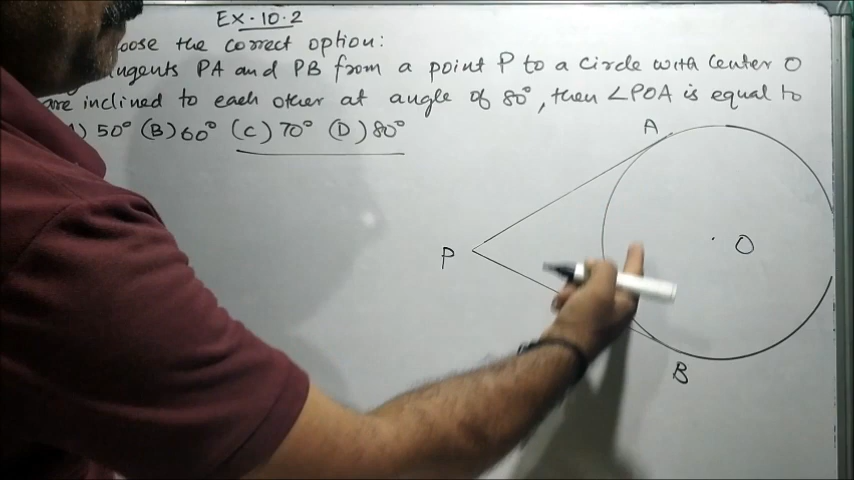 Ex. 10.2
oose the correct option:
ngents PA and PB from a point P to a circle with center O
are inclined to each other at angle of 80°, then ∠POA is equal to
) 50° (B) 60° (C) 70° (D) 80°
A
P
O
B